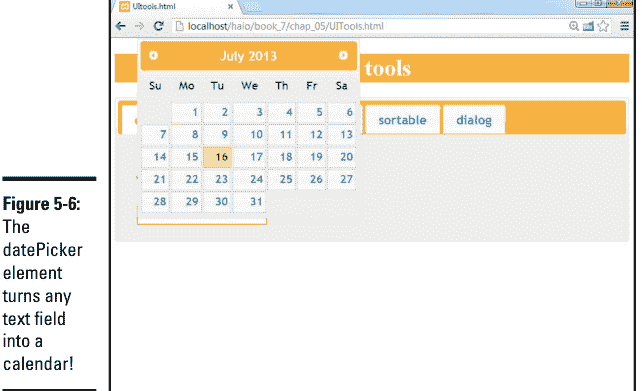 UItools.html
localhost/haio/book_7/chap_05/UITools.html
July 2013
tools
Su Mo Tu We Th Fr Sa
sortable dialog
1 2 3 4 5 6
7 8 9 10 11 12 13
14 15 16 17 18 19 20
21 22 23 24 25 26 27
28 29 30 31
Figure 5-6:
The
datePicker
element
turns any
text field
into a
calendar!